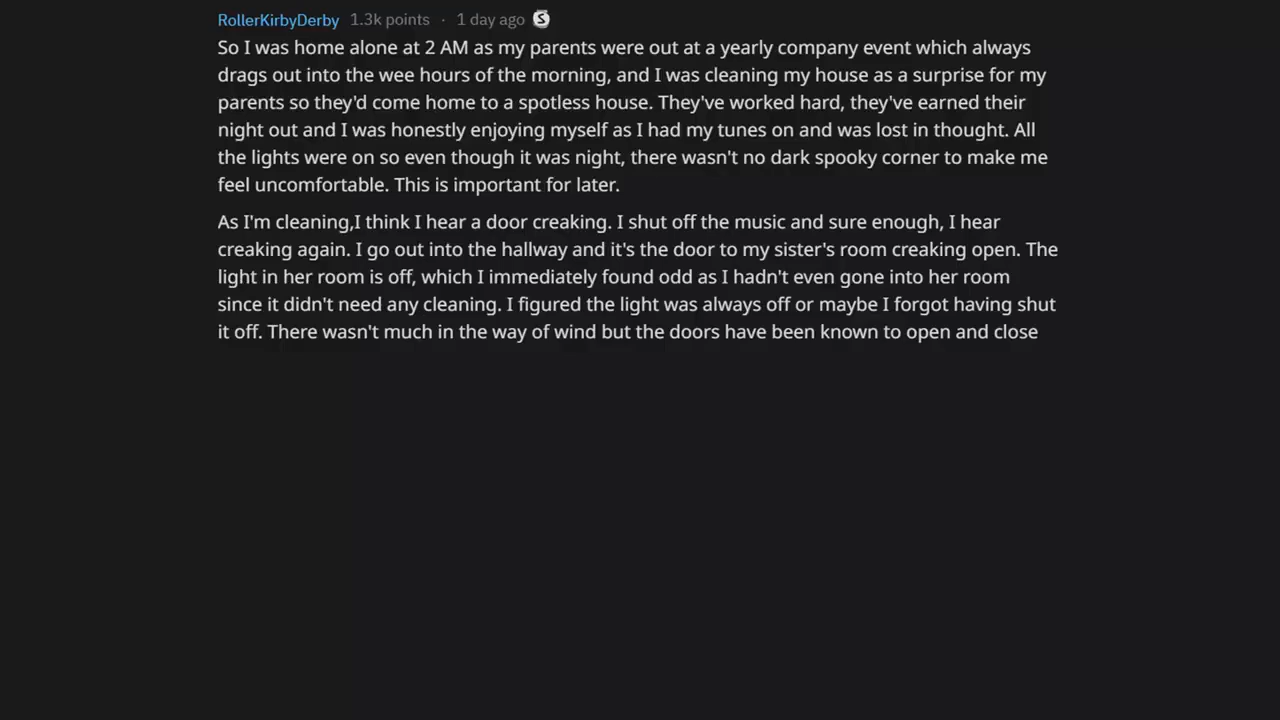 RollerKirbyDerby 1.3k points · 1 day ago S
So I was home alone at 2 AM as my parents were out at a yearly company event which always
drags out into the wee hours of the morning, and I was cleaning my house as a surprise for my
parents so they'd come home to a spotless house. They've worked hard, they've earned their
night out and I was honestly enjoying myself as I had my tunes on and was lost in thought. All
the lights were on so even though it was night, there wasn't no dark spooky corner to make me
feel uncomfortable. This is important for later.
As I'm cleaning,I think I hear a door creaking. I shut off the music and sure enough, I hear
creaking again. I go out into the hallway and it's the door to my sister's room creaking open. The
light in her room is off, which I immediately found odd as I hadn't even gone into her room
since it didn't need any cleaning. I figured the light was always off or maybe I forgot having shut
it off. There wasn't much in the way of wind but the doors have been known to open and close